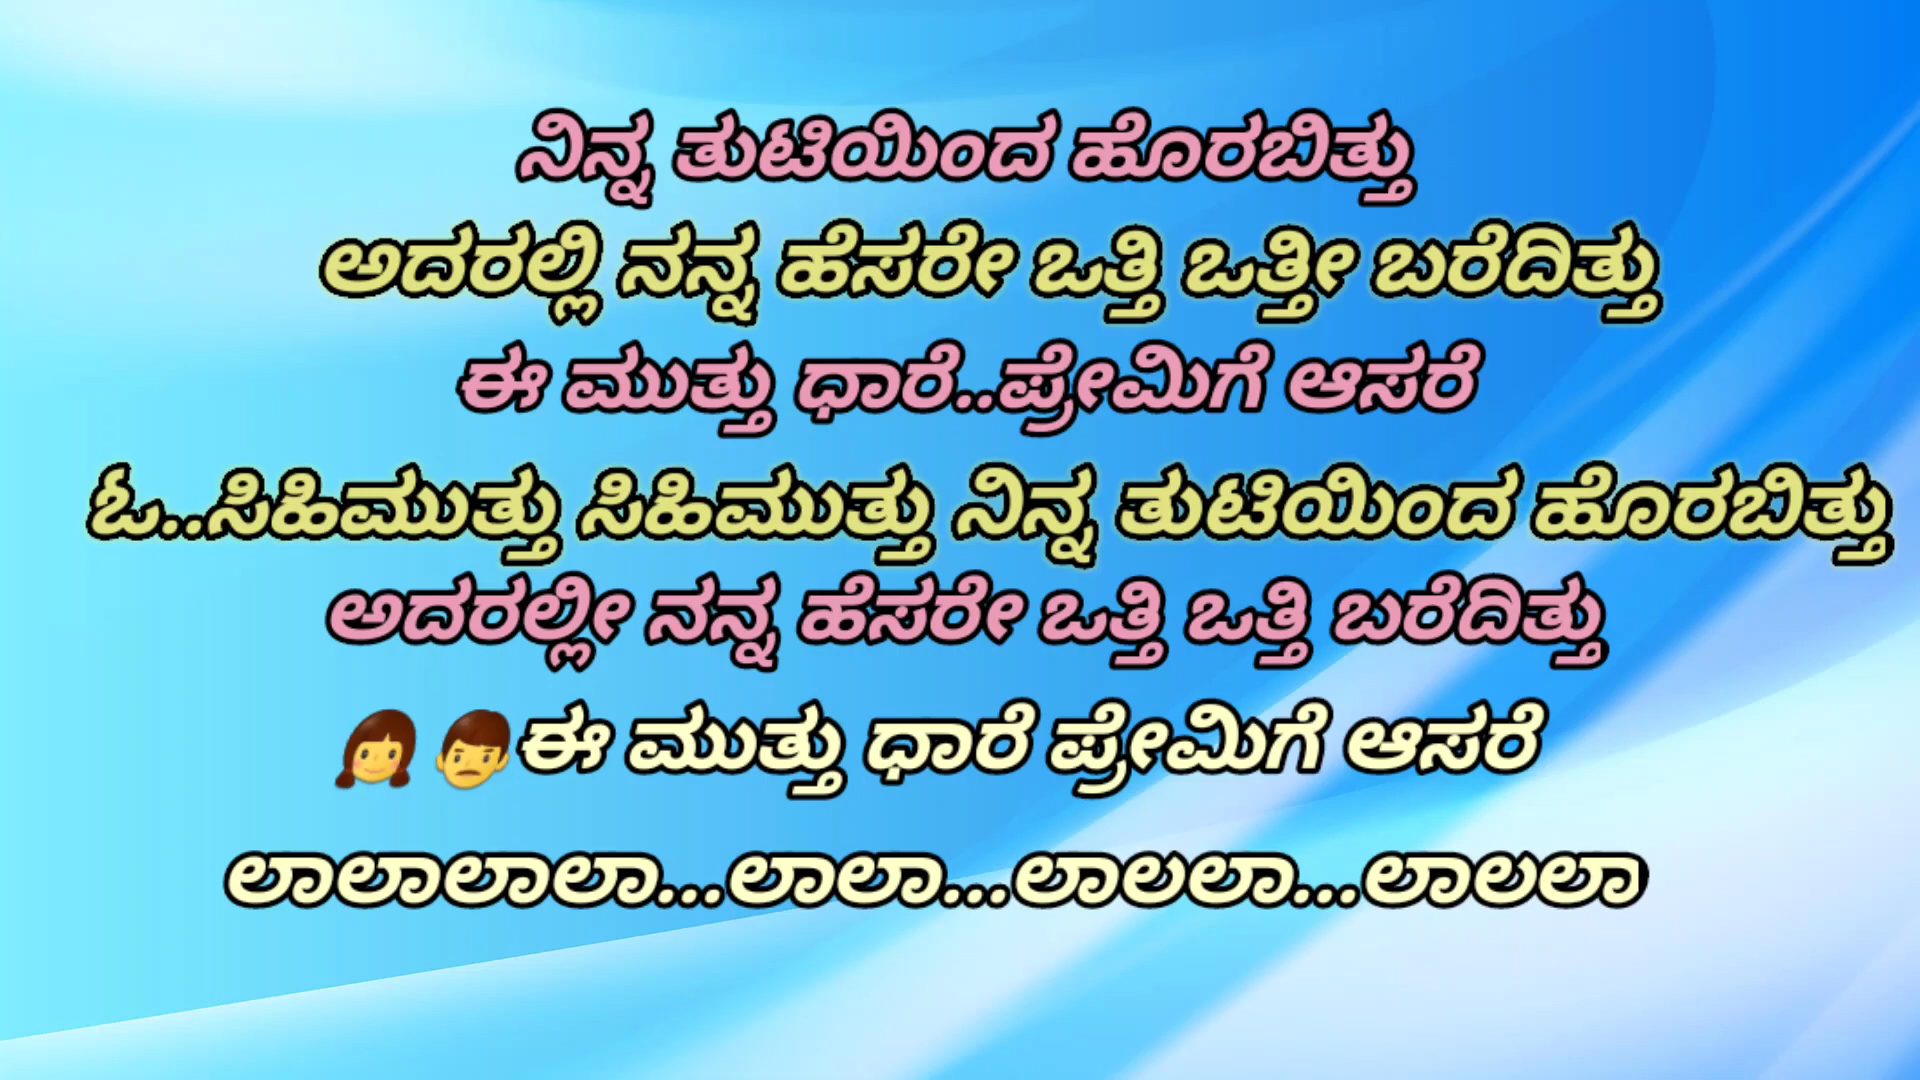 ನಿನ್ನ ತುಟಿಯಿಂದ ಹೊರಬಿತ್ತು
ಅದರಲ್ಲಿ ನನ್ನ ಹೆಸರೇ ಒತ್ತಿ ಒತ್ತೀ ಬರೆದಿತ್ತು
ಈ ಮುತ್ತು ಧಾರೆ..ಪ್ರೇಮಿಗೆ ಆಸರೆ
ಓ..ಸಿಹಿಮುತ್ತು ಸಿಹಿಮುತ್ತು ನಿನ್ನ ತುಟಿಯಿಂದ ಹೊರಬಿತ್ತು
ಅದರಲ್ಲೀ ನನ್ನ ಹೆಸರೇ ಒತ್ತಿ ಒತ್ತಿ ಬರೆದಿತ್ತು
👧 👨ಈ ಮುತ್ತು ಧಾರೆ ಪ್ರೇಮಿಗೆ ಆಸರೆ
ಲಾಲಾಲಾಲಾ...ಲಾಲಾ...ಲಾಲಲಾ...ಲಾಲಲಾ